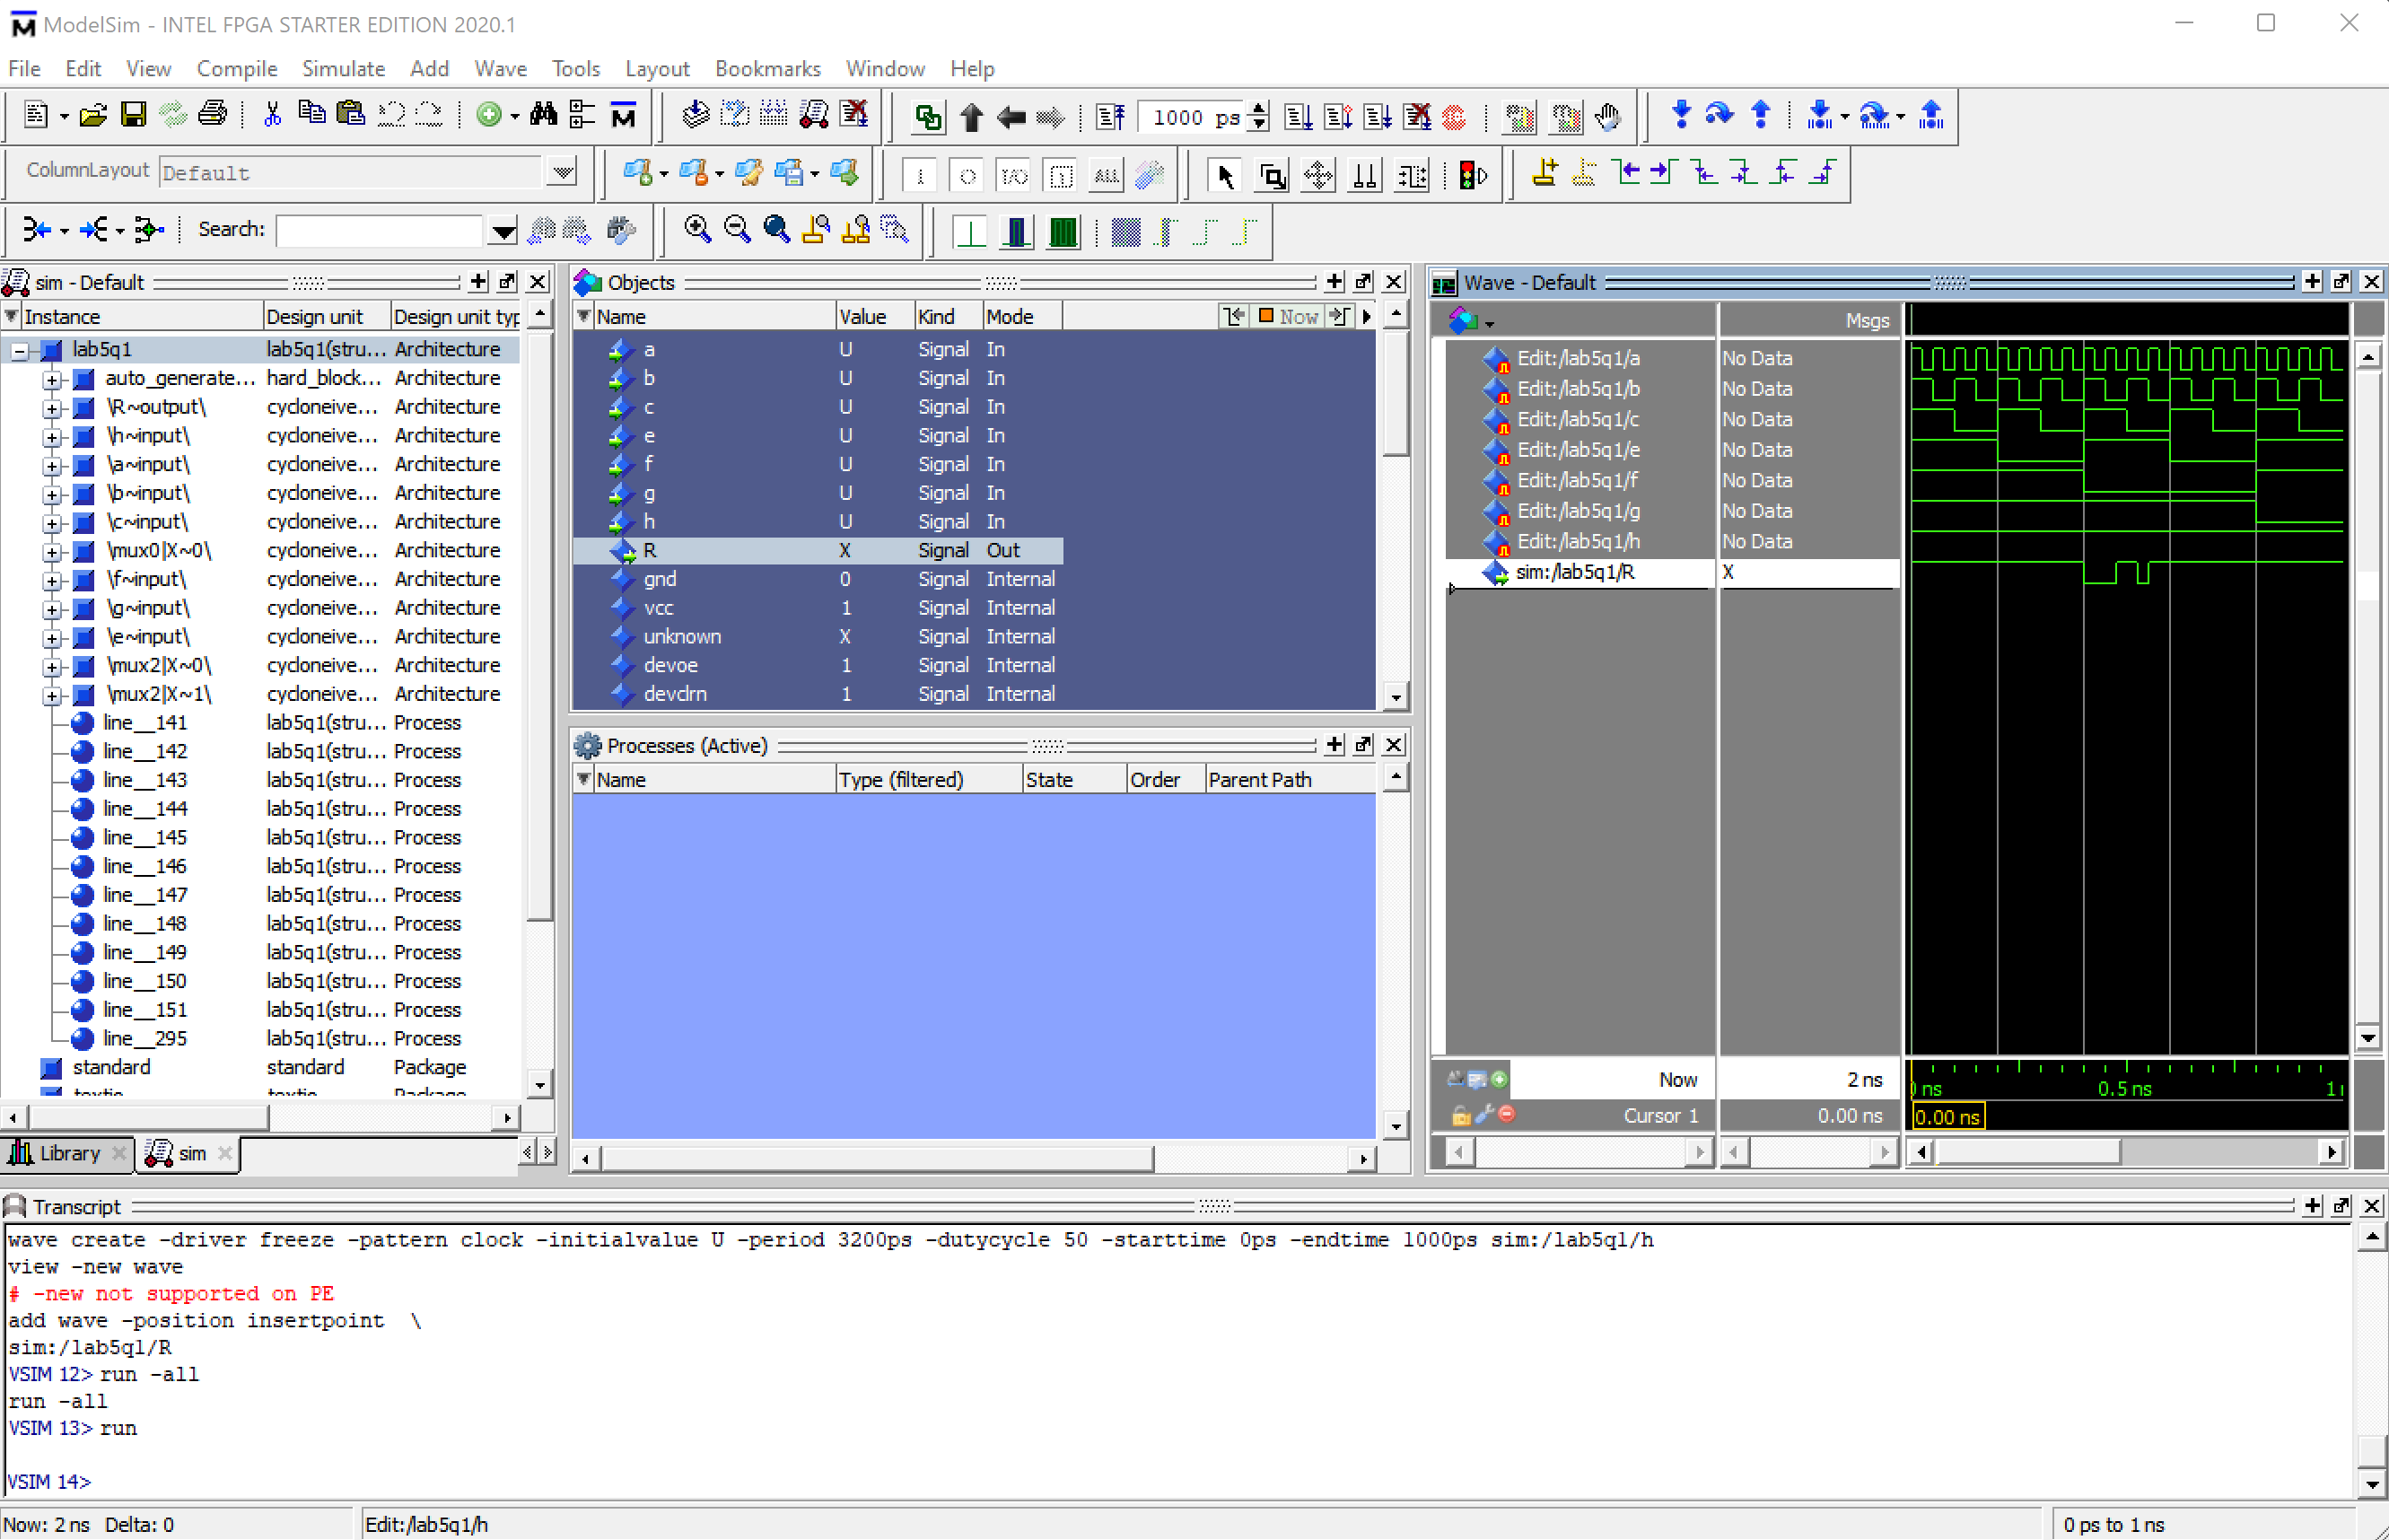 ModelSim - INTEL FPGA STARTER EDITION 2020.1
File Edit View Compile Simulate Add Wave Tools Layout Bookmarks Window Help
1000 ps
ALL
ColumnLayout Default
Search:
sim - Default
Instance Design unit Design unit typ
lab5q1 lab5q1(stru... Architecture
auto_generate... hard_block... Architecture
\R~output\ cycloneive... Architecture
\h~input\ cycloneive... Architecture
\a~input\ cycloneive... Architecture
\b~input\ cycloneive... Architecture
\c~input\ cycloneive... Architecture
\mux0|X~0\ cycloneive... Architecture
\f~input\ cycloneive... Architecture
\g~input\ cycloneive... Architecture
\e~input\ cycloneive... Architecture
\mux2|X~0\ cycloneive... Architecture
\mux2|X~1\ cycloneive... Architecture
line__141 lab5q1(stru... Process
line__142 lab5q1(stru... Process
line__143 lab5q1(stru... Process
line__144 lab5q1(stru... Process
line__145 lab5q1(stru... Process
line__146 lab5q1(stru... Process
line__147 lab5q1(stru... Process
line__148 lab5q1(stru... Process
line__149 lab5q1(stru... Process
line__150 lab5q1(stru... Process
line__151 lab5q1(stru... Process
line__295 lab5q1(stru... Process
standard standard Package
Library sim
Objects
Name Value Kind Mode Now
a U Signal In
b U Signal In
c U Signal In
e U Signal In
f U Signal In
g U Signal In
h U Signal In
R X Signal Out
gnd 0 Signal Internal
vcc 1 Signal Internal
unknown X Signal Internal
devoe 1 Signal Internal
devclrn 1 Signal Internal
Processes (Active)
Name Type (filtered) State Order Parent Path
Wave - Default
Msgs
Edit:/lab5q1/a No Data
Edit:/lab5q1/b No Data
Edit:/lab5q1/c No Data
Edit:/lab5q1/e No Data
Edit:/lab5q1/f No Data
Edit:/lab5q1/g No Data
Edit:/lab5q1/h No Data
sim:/lab5q1/R X
Now 2 ns ns 0.5 ns 1
Cursor 1 0.00 ns 0.00 ns
Transcript
wave create -driver freeze -pattern clock -initialvalue U -period 3200ps -dutycycle 50 -starttime 0ps -endtime 1000ps sim:/lab5q1/h
view -new wave
# -new not supported on PE
add wave -position insertpoint \
sim:/lab5q1/R
VSIM 12> run -all
run -all
VSIM 13> run
VSIM 14>
Now: 2 ns Delta: 0 Edit:/lab5q1/h 0 ps to 1 ns